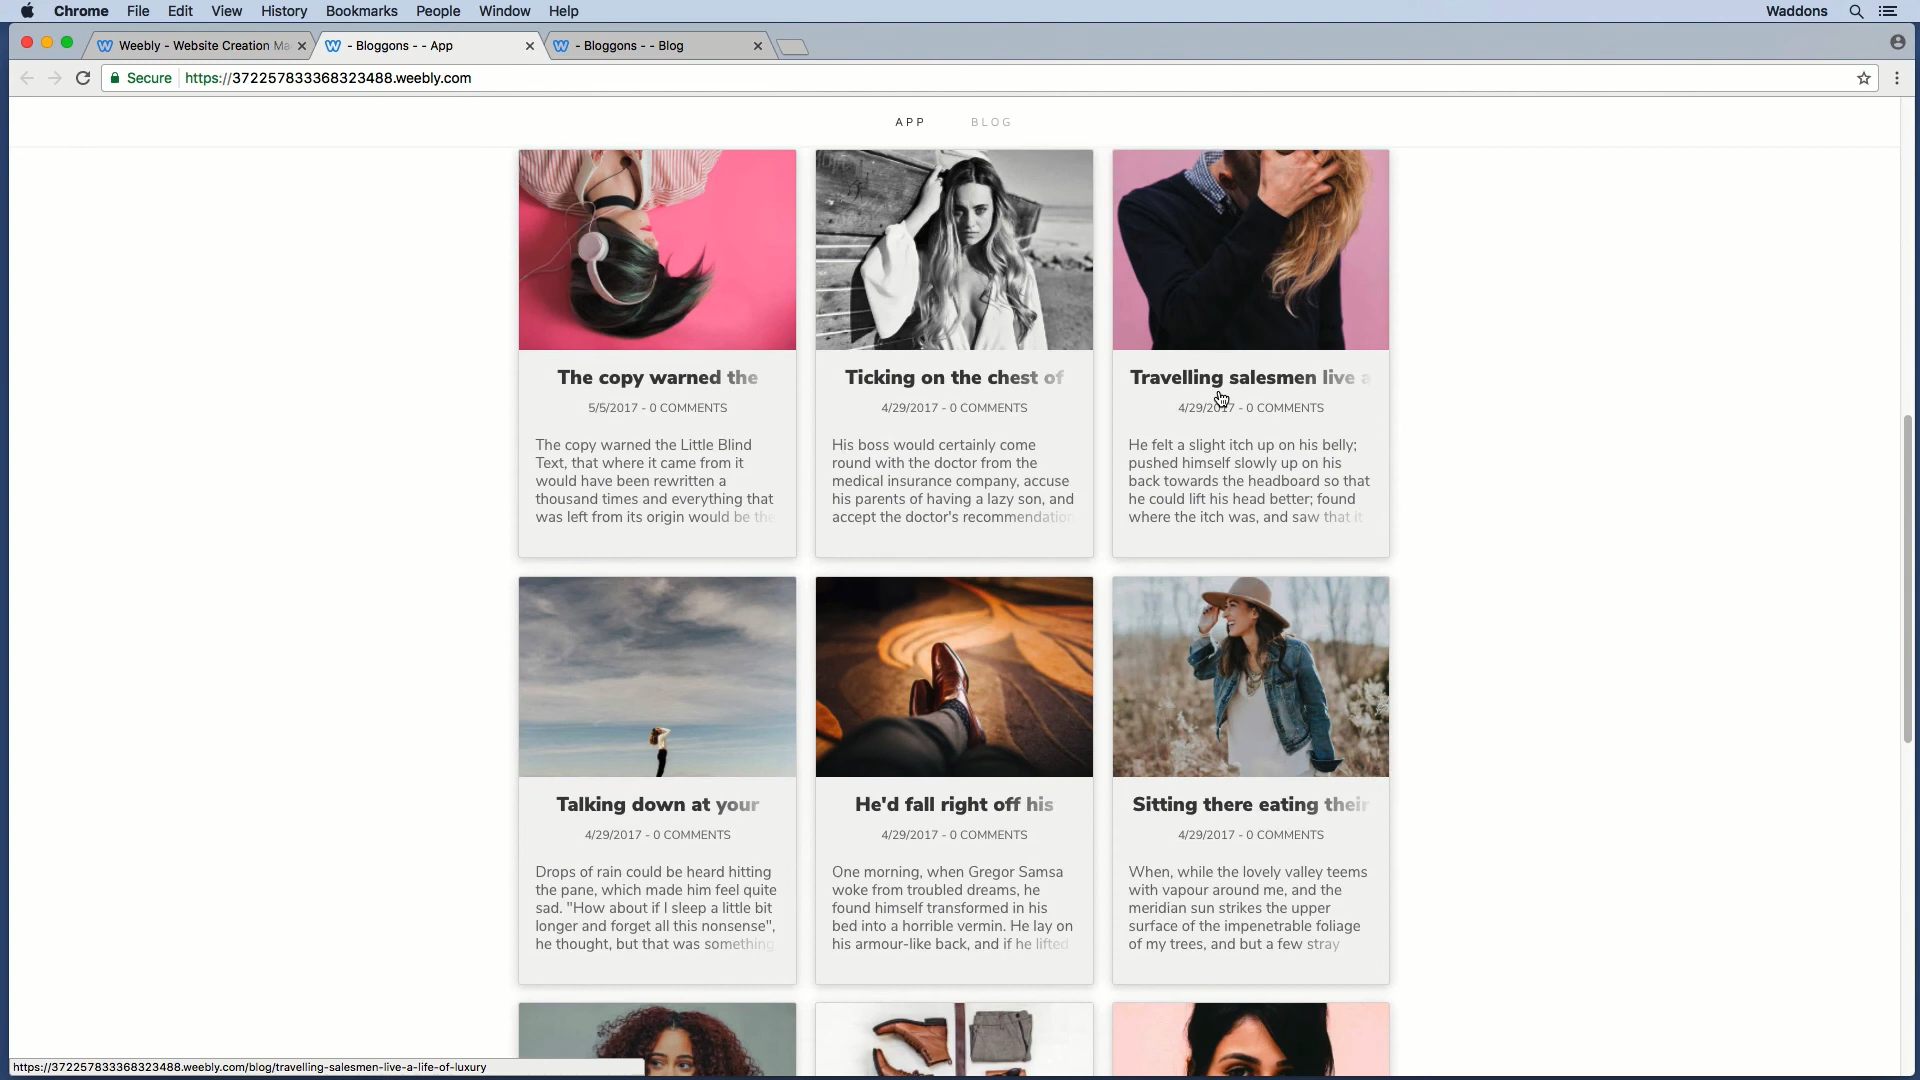 Chrome File Edit View History Bookmarks People Window Help Waddons
Weebly - Website Creation Ma
- Bloggons - - App
- Bloggons - - Blog
Secure https://372257833368323488.weebly.com
APP BLOG
The copy warned the
5/5/2017 - 0 COMMENTS
The copy warned the Little Blind
Text, that where it came from it
would have been rewritten a
thousand times and everything that
was left from its origin would be the
Ticking on the chest of
4/29/2017 - 0 COMMENTS
His boss would certainly come
round with the doctor from the
medical insurance company, accuse
his parents of having a lazy son, and
accept the doctor's recommendation
Travelling salesmen live a
4/29/2017 - 0 COMMENTS
He felt a slight itch up on his belly;
pushed himself slowly up on his
back towards the headboard so that
he could lift his head better; found
where the itch was, and saw that it
Talking down at your
4/29/2017 - 0 COMMENTS
Drops of rain could be heard hitting
the pane, which made him feel quite
sad. "How about if I sleep a little bit
longer and forget all this nonsense",
he thought, but that was something
He'd fall right off his
4/29/2017 - 0 COMMENTS
One morning, when Gregor Samsa
woke from troubled dreams, he
found himself transformed in his
bed into a horrible vermin. He lay on
his armour-like back, and if he lifted
Sitting there eating their
4/29/2017 - 0 COMMENTS
When, while the lovely valley teems
with vapour around me, and the
meridian sun strikes the upper
surface of the impenetrable foliage
of my trees, and but a few stray
https://372257833368323488.weebly.com/blog/travelling-salesmen-live-a-life-of-luxury